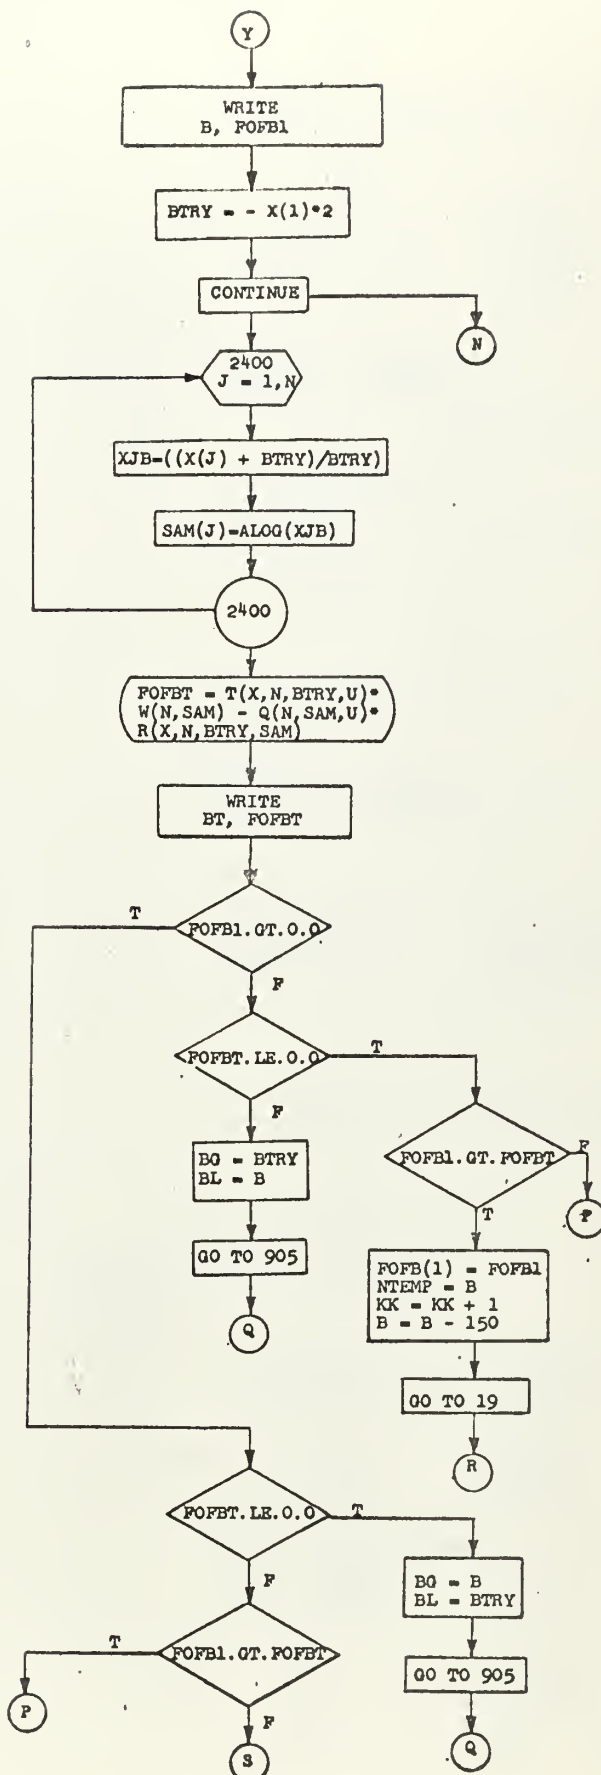 Y
WRITE
B, FOFB1
BTRY = - X(1)*2
CONTINUE
N
2400
J = 1,N
XJB=((X(J) + BTRY)/BTRY)
SAM(J)=ALOG(XJB)
2400
FOFBT = T(X,N,BTRY,U)*
W(N,SAM) - Q(N,SAM,U)*
R(X,N,BTRY,SAM)
WRITE
BT, FOFBT
T
FOFB1.GT.0.0
F
FOFBT.LE.0.0
T
F
BG = BTRY
BL = B
FOFB1.GT.FOFBT
F
P
T
GO TO 905
Q
FOFB(1) = FOFB1
NTEMP = B
KK = KK + 1
B = B - 150
GO TO 19
R
FOFBT.LE.0.0
T
F
BG = B
BL = BTRY
T
FOFB1.GT.FOFBT
GO TO 905
P
F
S
Q